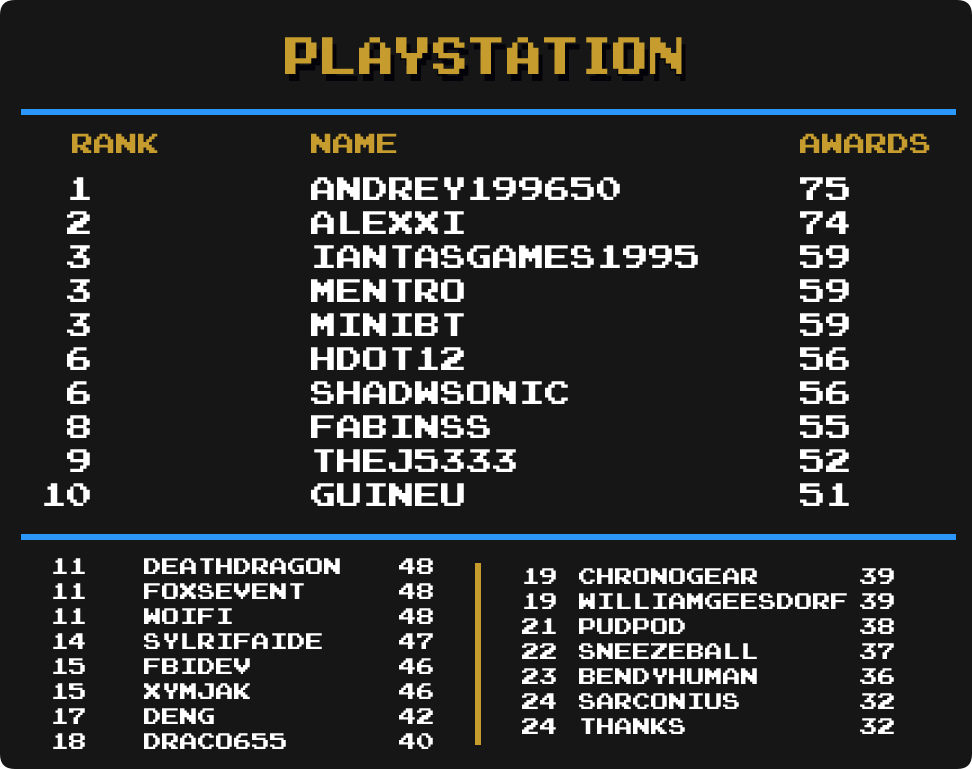 PLAYSTATION
RANK NAME AWARDS
1 ANDREY199650 75
2 ALEXXI 74
3 IANTASGAMES1995 59
3 MENTRO 59
3 MINIBT 59
6 HDOT12 56
6 SHADWSONIC 56
8 FABINSS 55
9 THEJ5333 52
10 GUINEU 51
11 DEATHDRAGON 48
11 FOXSEVENT 48
11 WOIFI 48
14 SYLRIFAIDE 47
15 FBIDEV 46
15 XYMJAK 46
17 DENG 42
18 DRACO655 40
19 CHRONOGEAR 39
19 WILLIAMGEESDORF 39
21 PUDPOD 38
22 SNEEZEBALL 37
23 BENDYHUMAN 36
24 SARCONIUS 32
24 THANKS 32